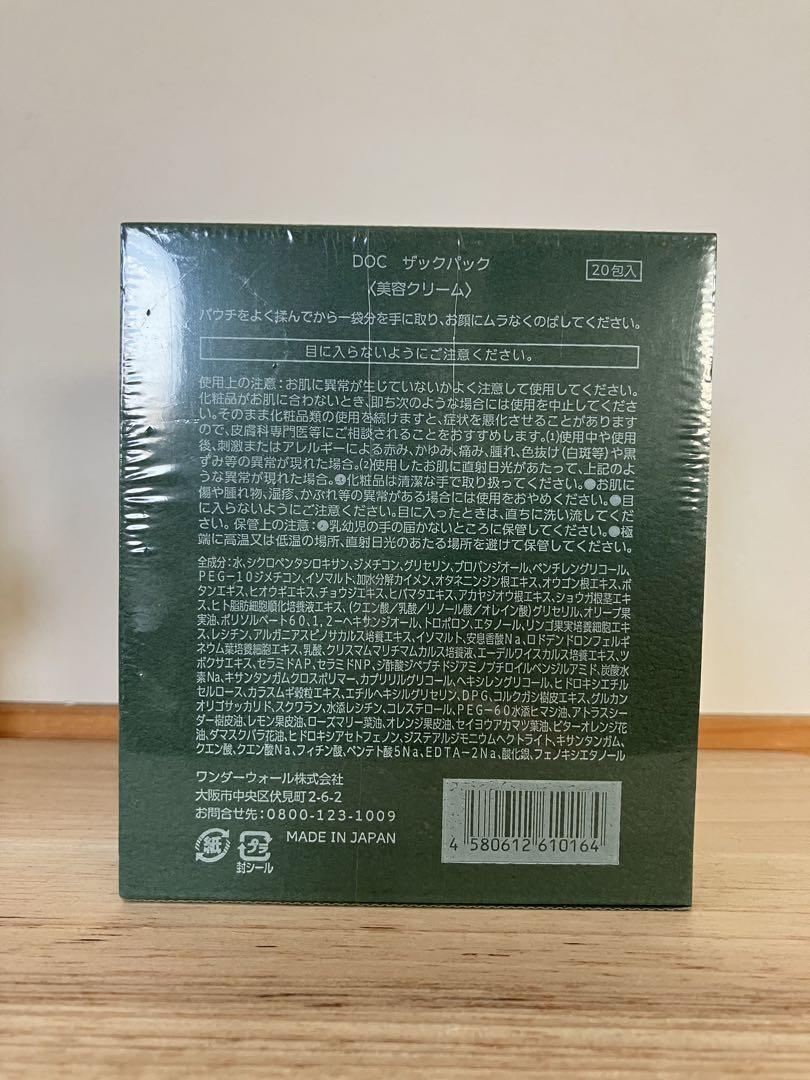 DOC ザックパック
20包入
〈美容クリーム〉
パウチをよく揉んでから一袋分を手に取り、お顔にムラなくのばしてください。
目に入らないようにご注意ください。
使用上の注意：お肌に異常が生じていないかよく注意して使用してください。
化粧品がお肌に合わないとき、即ち次のような場合には使用を中止してくださ
い。そのまま化粧品類の使用を続けますと、症状を悪化させることがあります
ので、皮膚科専門医等にご相談されることをおすすめします。(1)使用中や使用
後、刺激またはアレルギーによる赤み、かゆみ、痛み、腫れ、色抜け(白斑等)や黒
ずみ等の異常が現れた場合。(2)使用したお肌に直射日光があたって、上記のよ
うな異常が現れた場合。●化粧品は清潔な手で取り扱ってください。●お肌に
傷や腫れ物、湿疹、かぶれ等の異常がある場合には使用をおやめください。●目
に入らないようにご注意ください。目に入ったときは、直ちに洗い流してくださ
い。保管上の注意：●乳幼児の手の届かないところに保管してください。●極
端に高温又は低温の場所、直射日光のあたる場所を避けて保管してください。
全成分：水、シクロペンタシロキサン、ジメチコン、グリセリン、プロパンジオール、ペンチレングリコール、
PEG-10ジメチコン、イソマルト、加水分解カイメン、オタネニンジン根エキス、オウゴン根エキス、ボ
タンエキス、ヒオウギエキス、チョウジエキス、ヒバマタエキス、アカヤジオウ根エキス、ショウガ根茎エキ
ス、ヒト脂肪細胞順化培養液エキス、(クエン酸/乳酸/リノール酸/オレイン酸)グリセリル、オリーブ果
実油、ポリソルベート60、1,2-ヘキサンジオール、トロポロン、エタノール、リンゴ果実培養細胞エキ
ス、レシチン、アルガニアスピノサカルス培養エキス、イソマルト、安息香酸Na、ロドデンドロンフェルギ
ネウム葉培養細胞エキス、乳酸、クリスマムマリチマムカルス培養液、エーデルワイスカルス培養エキス、ツ
ボクサエキス、セラミドAP、セラミドNP、ジ酢酸ジペプチドジアミノブチロイルベンジルアミド、炭酸水
素Na、キサンタンガムクロスポリマー、カプリリルグリコール、ヘキシレングリコール、ヒドロキシエチル
セルロース、カラスムギ穀粒エキス、エチルヘキシルグリセリン、DPG、コルクガシ樹皮エキス、グルカン
オリゴサッカリド、スクワラン、水添レシチン、コレステロール、PEG-60水添ヒマシ油、アトラスシー
ダー樹皮油、レモン果皮油、ローズマリー葉油、オレンジ果皮油、セイヨウアカマツ葉油、ビターオレンジ花
油、ダマスクバラ花油、ヒドロキシアセトフェノン、ジステアルジモニウムヘクトライト、キサンタンガム、
クエン酸、クエン酸Na、フィチン酸、ペンテト酸5Na、EDTA-2Na、酸化銀、フェノキシエタノール
ワンダーウォール株式会社
大阪市中央区伏見町2-6-2
お問合せ先：0800-123-1009
紙
プラ
封シール
MADE IN JAPAN
4 580612 610164